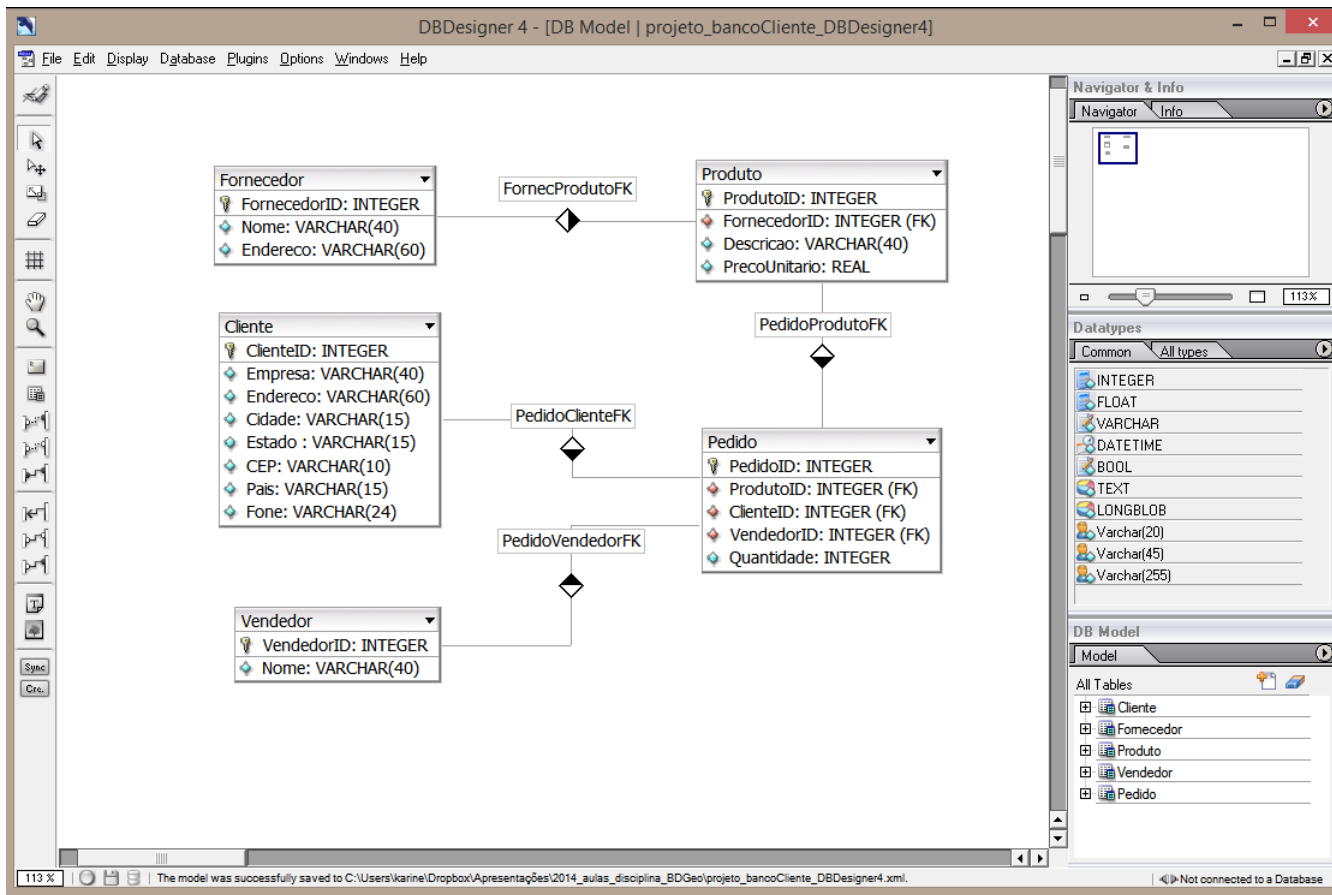 DBDesigner 4 - [DB Model | projeto_bancoCliente_DBDesigner4]
File Edit Display Database Plugins Options Windows Help
Fornecedor
FornecedorID: INTEGER
Nome: VARCHAR(40)
Endereco: VARCHAR(60)
FornecProdutoFK
Produto
ProdutoID: INTEGER
FornecedorID: INTEGER (FK)
Descricao: VARCHAR(40)
PrecoUnitario: REAL
PedidoProdutoFK
Cliente
ClienteID: INTEGER
Empresa: VARCHAR(40)
Endereco: VARCHAR(60)
Cidade: VARCHAR(15)
Estado : VARCHAR(15)
CEP: VARCHAR(10)
Pais: VARCHAR(15)
Fone: VARCHAR(24)
PedidoClienteFK
Pedido
PedidoID: INTEGER
ProdutoID: INTEGER (FK)
ClienteID: INTEGER (FK)
VendedorID: INTEGER (FK)
Quantidade: INTEGER
PedidoVendedorFK
Vendedor
VendedorID: INTEGER
Nome: VARCHAR(40)
Sync
Cre.
Navigator & Info
Navigator Info
113%
Datatypes
Common All types
INTEGER
FLOAT
VARCHAR
DATETIME
BOOL
TEXT
LONGBLOB
Varchar(20)
Varchar(45)
Varchar(255)
DB Model
Model
All Tables
Cliente
Fornecedor
Produto
Vendedor
Pedido
113 % The model was successfully saved to C:\Users\karine\Dropbox\Apresentações\2014_aulas_disciplina_BDGeo\projeto_bancoCliente_DBDesigner4.xml. Not connected to a Database